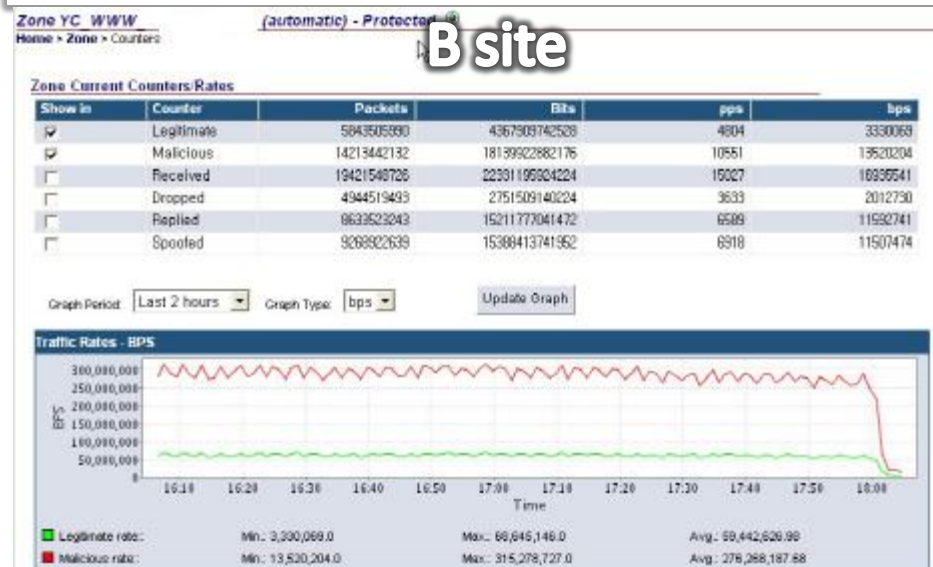 Zone YC_WWW (automatic) - Protected
B site
Home > Zone > Counters
Zone Current Counters/Rates
Show in Counter Packets Bits pps bps
Legitimate 5843505990 4367909742528 4804 3330069
Malicious 14213442132 18139922882176 10551 13520204
Received 19421548726 22391195924224 15027 16935541
Dropped 4944519493 2751509140224 3633 2012730
Replied 8633523243 15211777041472 6589 11592741
Spoofed 9268922639 15388413741952 6918 11507474
Graph Period: Last 2 hours Graph Type: bps Update Graph
Traffic Rates - BPS
300,000,000
250,000,000
200,000,000
150,000,000
100,000,000
50,000,000
0
BPS
16:10 16:20 16:30 16:40 16:50 17:00 17:10 17:20 17:30 17:40 17:50 18:00
Time
Legitimate rate: Min.: 3,330,069.0 Max.: 68,645,146.0 Avg.: 59,442,626.98
Malicious rate: Min.: 13,520,204.0 Max.: 315,278,727.0 Avg.: 276,268,187.68